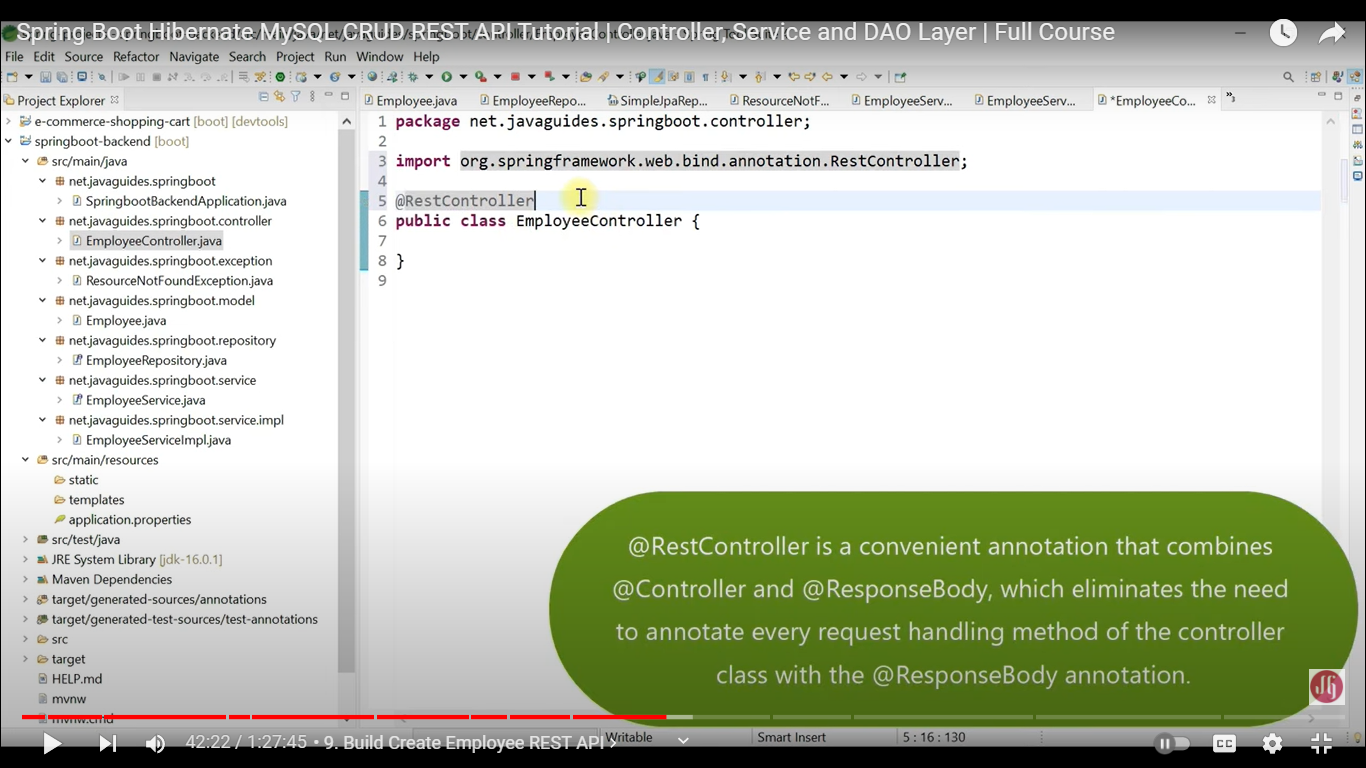 Spring Boot Hibernate MySQL CRUD REST API Tutorial | Controller, Service and DAO Layer | Full Course
File Edit Source Refactor Navigate Search Project Run Window Help
Project Explorer
Employee.java
EmployeeRepo...
SimpleJpaRep...
ResourceNotF...
EmployeeServ...
EmployeeServ...
*EmployeeCo...
e-commerce-shopping-cart [boot] [devtools]
springboot-backend [boot]
src/main/java
net.javaguides.springboot
SpringbootBackendApplication.java
net.javaguides.springboot.controller
EmployeeController.java
net.javaguides.springboot.exception
ResourceNotFoundException.java
net.javaguides.springboot.model
Employee.java
net.javaguides.springboot.repository
EmployeeRepository.java
net.javaguides.springboot.service
EmployeeService.java
net.javaguides.springboot.service.impl
EmployeeServiceImpl.java
src/main/resources
static
templates
application.properties
src/test/java
JRE System Library [jdk-16.0.1]
Maven Dependencies
target/generated-sources/annotations
target/generated-test-sources/test-annotations
src
target
HELP.md
mvnw
mvnw.cmd
1 package net.javaguides.springboot.controller;
2
3 import org.springframework.web.bind.annotation.RestController;
4
5 @RestController
6 public class EmployeeController {
7
8 }
9
@RestController is a convenient annotation that combines
@Controller and @ResponseBody, which eliminates the need
to annotate every request handling method of the controller
class with the @ResponseBody annotation.
JG
Writable
Smart Insert
5 : 16 : 130
42:22 / 1:27:45 • 9. Build Create Employee REST API
CC